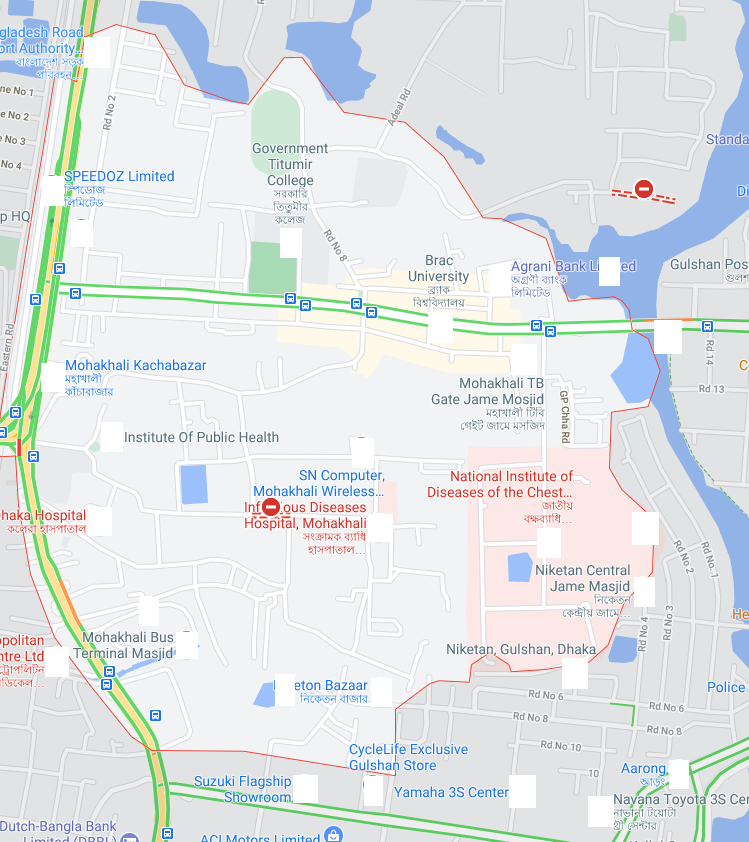 gladesh Road
ort Authority...
বাংলাদেশ সড়ক
পরিবহন...
ne No 1
ne No 2
ne No 3
No 4
Rd No 2
Adeal Rd
SPEEDOZ Limited
স্পিডোজ
লিমিটেড
p HQ
Government
Titumir
College
সরকারি
তিতুমীর
কলেজ
Rd No 8
Standa
Di
Gulshan Pos
গুলশ
Brac
University
ব্র্যাক
বিশ্ববিদ্যালয়
Agrani Bank Limited
অগ্রণী ব্যাংক
লিমিটেড
Eastern Rd
Mohakhali Kachabazar
মহাখালী
কাঁচাবাজার
Rd 14
Rd 13
C
Mohakhali TB
Gate Jame Mosjid
মহাখালী টিবি
গেইট জামে মসজিদ
GP Chha Rd
Institute Of Public Health
SN Computer,
Mohakhali Wireless...
Inf ous Diseases
Hospital, Mohakhali
সংক্রামক ব্যাধি
হাসপাতাল...
National Institute of
Diseases of the Chest...
জাতীয়
বক্ষব্যাধি...
haka Hospital
কলেরা হাসপাতাল
Niketan Central
Jame Masjid
নিকেতন
কেন্দ্রীয় জামে...
Rd No 2
Rd No. 1
Rd No 3
Rd No 4
He
Mohakhali Bus
Terminal Masjid
opolitan
ntre Ltd
ট্রোপলিটন
ডিকেল...
Niketan, Gulshan, Dhaka
eton Bazaar
নিকেতন বাজার
Rd No 6
Rd No 8
Rd No 6
Rd No 8
Police
Rd No 10
10
CycleLife Exclusive
Gulshan Store
Suzuki Flagship
Showroom
Yamaha 3S Center
Aarong
আড়ং
Navana Toyota 3S Cen
নাভানা টয়োটা
থ্রী সেন্টার
Dutch-Bangla Bank
Limited (DBBL)
ACI Motors Limited